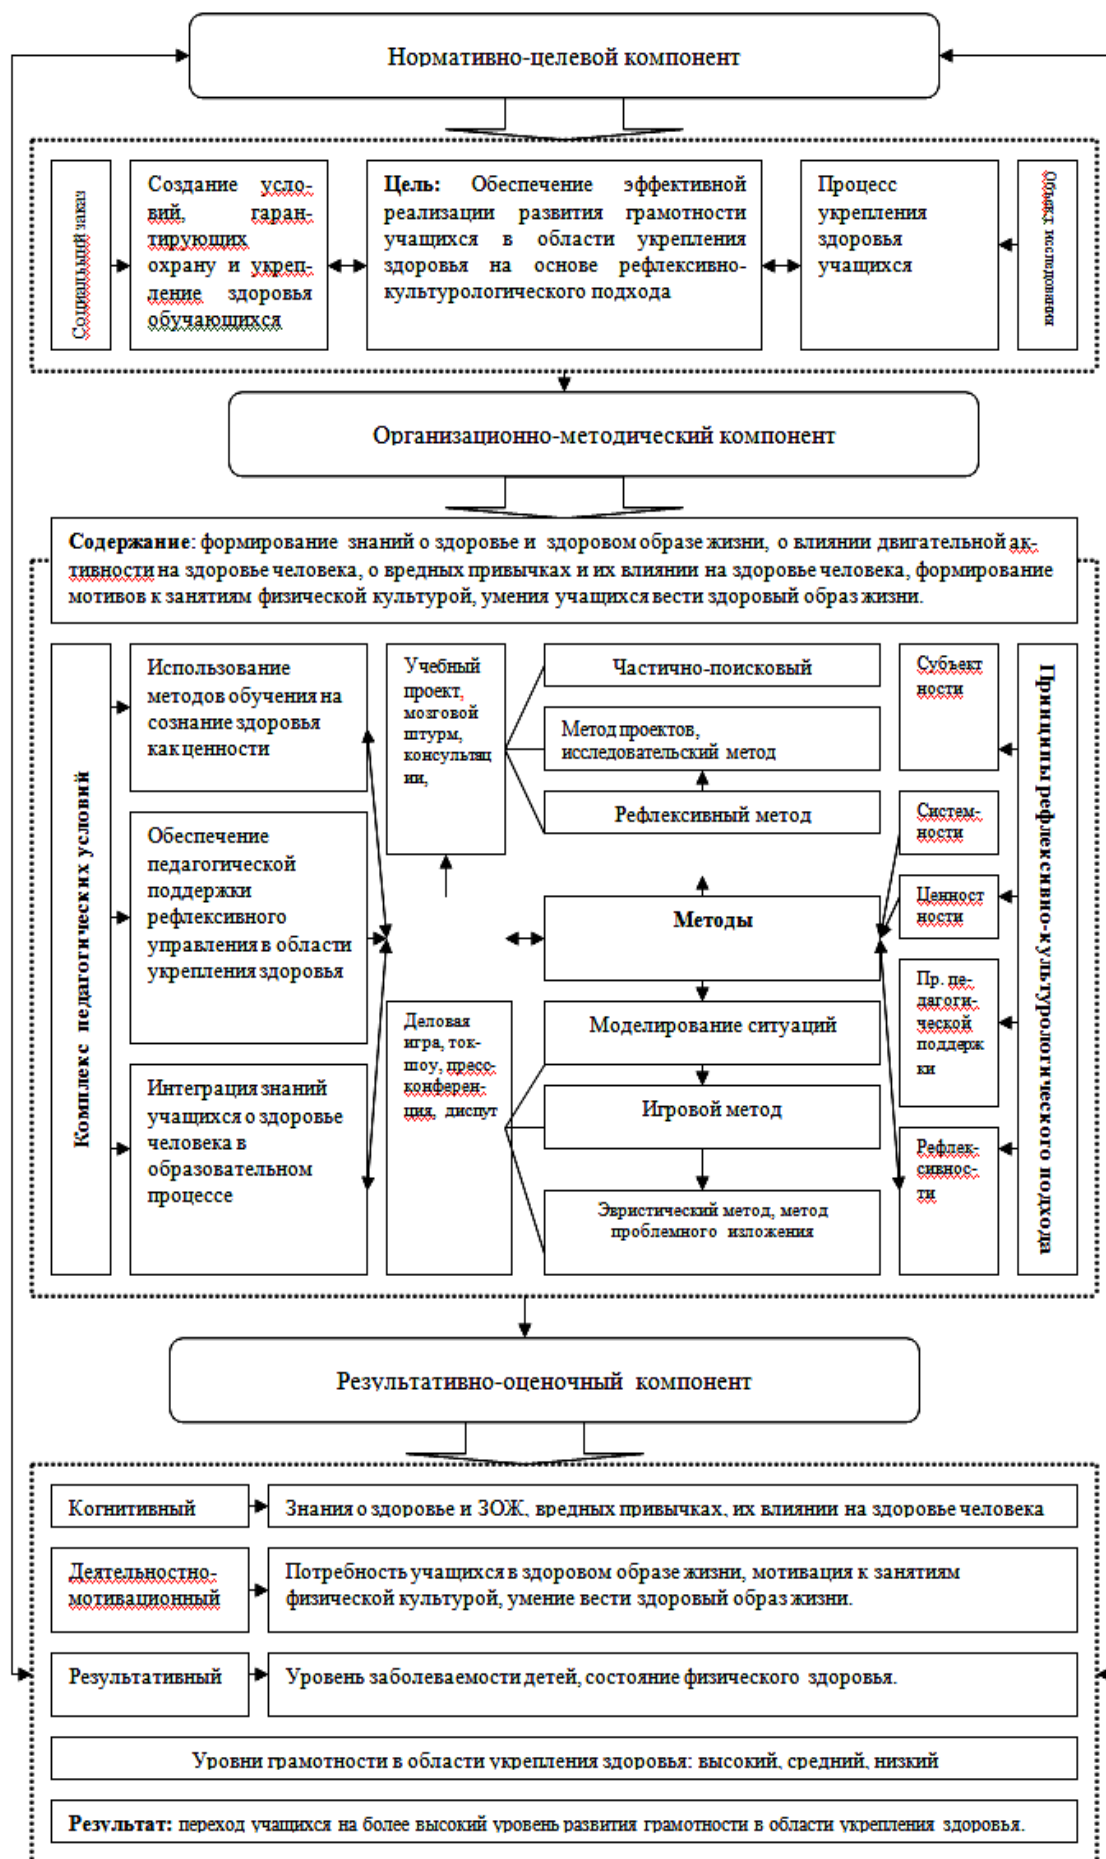 Нормативно-целевой компонент
Социальный заказ
Создание усло-
вий, гаран-
тирующих
охрану и укреп-
ление здоровья
обучающихся
Цель: Обеспечение эффективной
реализации развития грамотности
учащихся в области укрепления
здоровья на основе рефлексивно-
культурологического подхода
Процесс
укрепления
здоровья
учащихся
Объект исследования
Организационно-методический компонент
Содержание: формирование знаний о здоровье и здоровом образе жизни, о влиянии двигательной ак-
тивности на здоровье человека, о вредных привычках и их влиянии на здоровье человека, формирование
мотивов к занятиям физической культурой, умения учащихся вести здоровый образ жизни.
Комплекс педагогических условий
Использование
методов обучения на
сознание здоровья
как ценности
Обеспечение
педагогической
поддержки
рефлексивного
управления в области
укрепления здоровья
Интеграция знаний
учащихся о здоровье
человека в
образовательном
процессе
Учебный
проект,
мозговой
штурм,
консультац
ии,
Деловая
игра, ток-
шоу, пресс-
конферен-
ция, диспут
Частично-поисковый
Метод проектов,
исследовательский метод
Рефлексивный метод
Методы
Моделирование ситуаций
Игровой метод
Эвристический метод, метод
проблемного изложения
Субъект
ности
Систем-
ности
Ценност
ности
Пр. пе-
дагоги-
ческой
поддерж
ки
Рефлек-
сивнос-
ти
Принципы рефлексивно-культурологического подхода
Результативно-оценочный компонент
Когнитивный
Знания о здоровье и ЗОЖ, вредных привычках, их влиянии на здоровье человека
Деятельностно-
мотивационный
Потребность учащихся в здоровом образе жизни, мотивация к занятиям
физической культурой, умение вести здоровый образ жизни.
Результативный
Уровень заболеваемости детей, состояние физического здоровья.
Уровни грамотности в области укрепления здоровья: высокий, средний, низкий
Результат: переход учащихся на более высокий уровень развития грамотности в области укрепления здоровья.